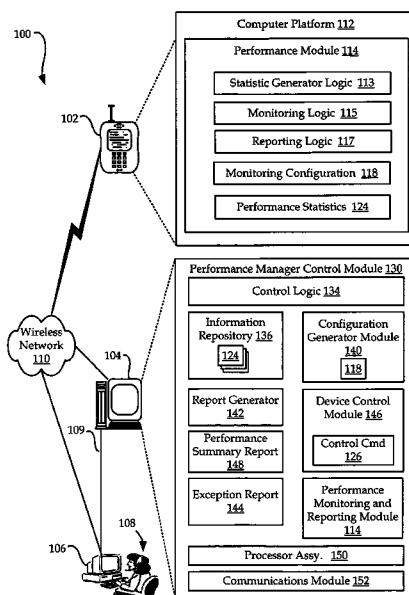 100
102
Computer Platform 112
Performance Module 114
Statistic Generator Logic 113
Monitoring Logic 115
Reporting Logic 117
Monitoring Configuration 118
Performance Statistics 124
Wireless
Network
110
104
109
106
108
Performance Manager Control Module 130
Control Logic 134
Information
Repository 136
124
Configuration
Generator Module
140
118
Report Generator
142
Device Control
Module 146
Control Cmd
126
Performance
Summary Report
148
Exception Report
144
Performance
Monitoring and
Reporting Module
114
Processor Assy. 150
Communications Module 152